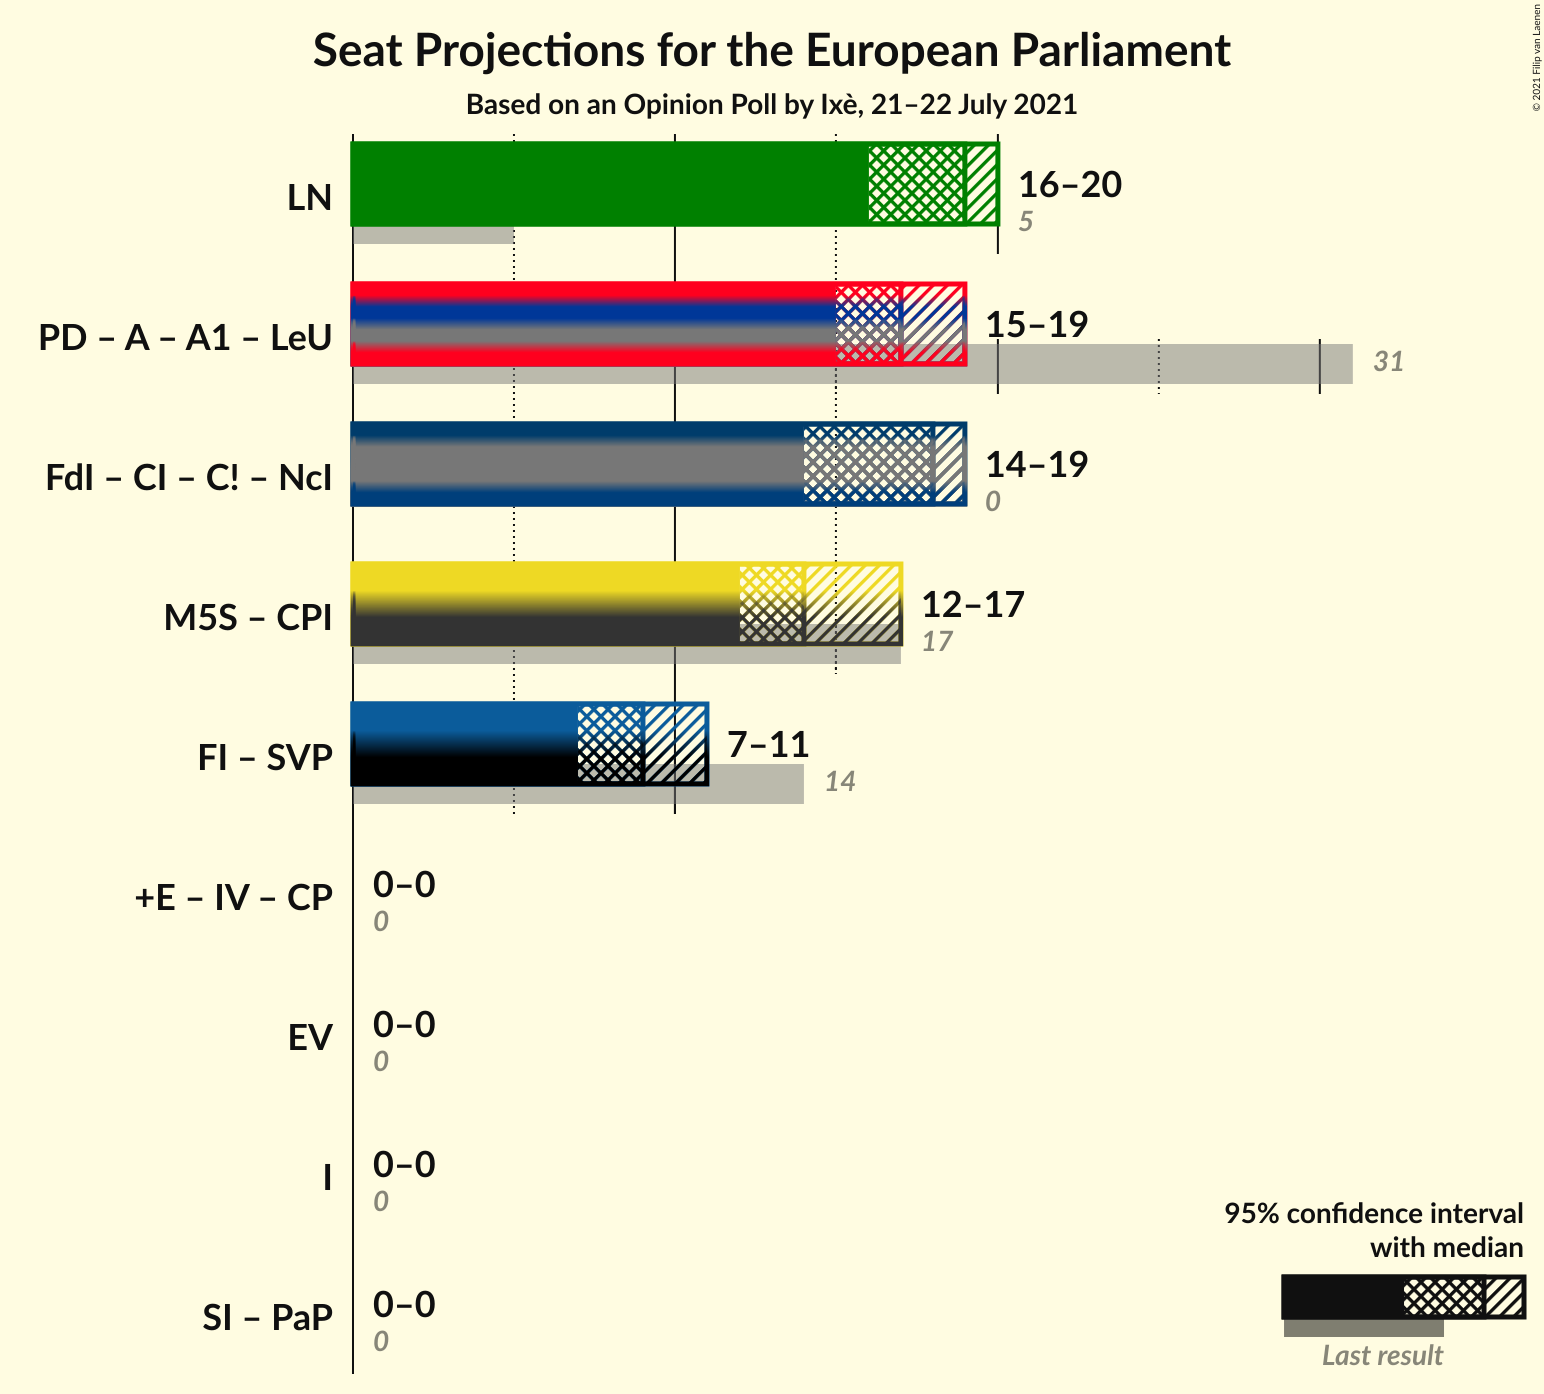 Seat Projections for the European Parliament
Based on an Opinion Poll by Ixè, 21–22 July 2021
© 2021 Filip van Laenen
LN
16–20
5
PD – A – A1 – LeU
15–19
31
FdI – CI – C! – NcI
14–19
0
M5S – CPI
12–17
17
FI – SVP
7–11
14
+E – IV – CP
0–0
0
EV
0–0
0
I
0–0
0
SI – PaP
0–0
0
95% confidence interval
with median
Last result